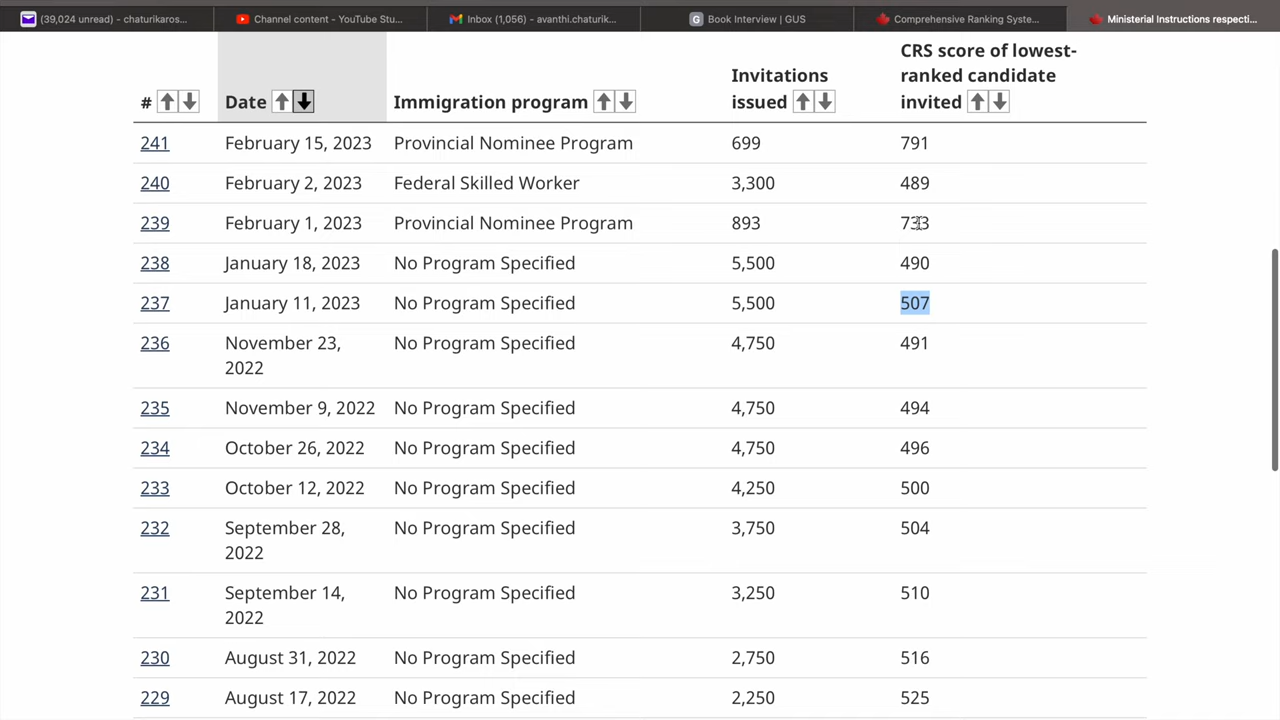 (39,024 unread) - chaturikaros...
Channel content - YouTube Stu...
Inbox (1,056) - avanthi.chaturik...
Book Interview | GUS
Comprehensive Ranking Syste...
Ministerial Instructions respecti...
# Date Immigration program Invitations issued CRS score of lowest-ranked candidate invited
241 February 15, 2023 Provincial Nominee Program 699 791
240 February 2, 2023 Federal Skilled Worker 3,300 489
239 February 1, 2023 Provincial Nominee Program 893 733
238 January 18, 2023 No Program Specified 5,500 490
237 January 11, 2023 No Program Specified 5,500 507
236 November 23, 2022 No Program Specified 4,750 491
235 November 9, 2022 No Program Specified 4,750 494
234 October 26, 2022 No Program Specified 4,750 496
233 October 12, 2022 No Program Specified 4,250 500
232 September 28, 2022 No Program Specified 3,750 504
231 September 14, 2022 No Program Specified 3,250 510
230 August 31, 2022 No Program Specified 2,750 516
229 August 17, 2022 No Program Specified 2,250 525